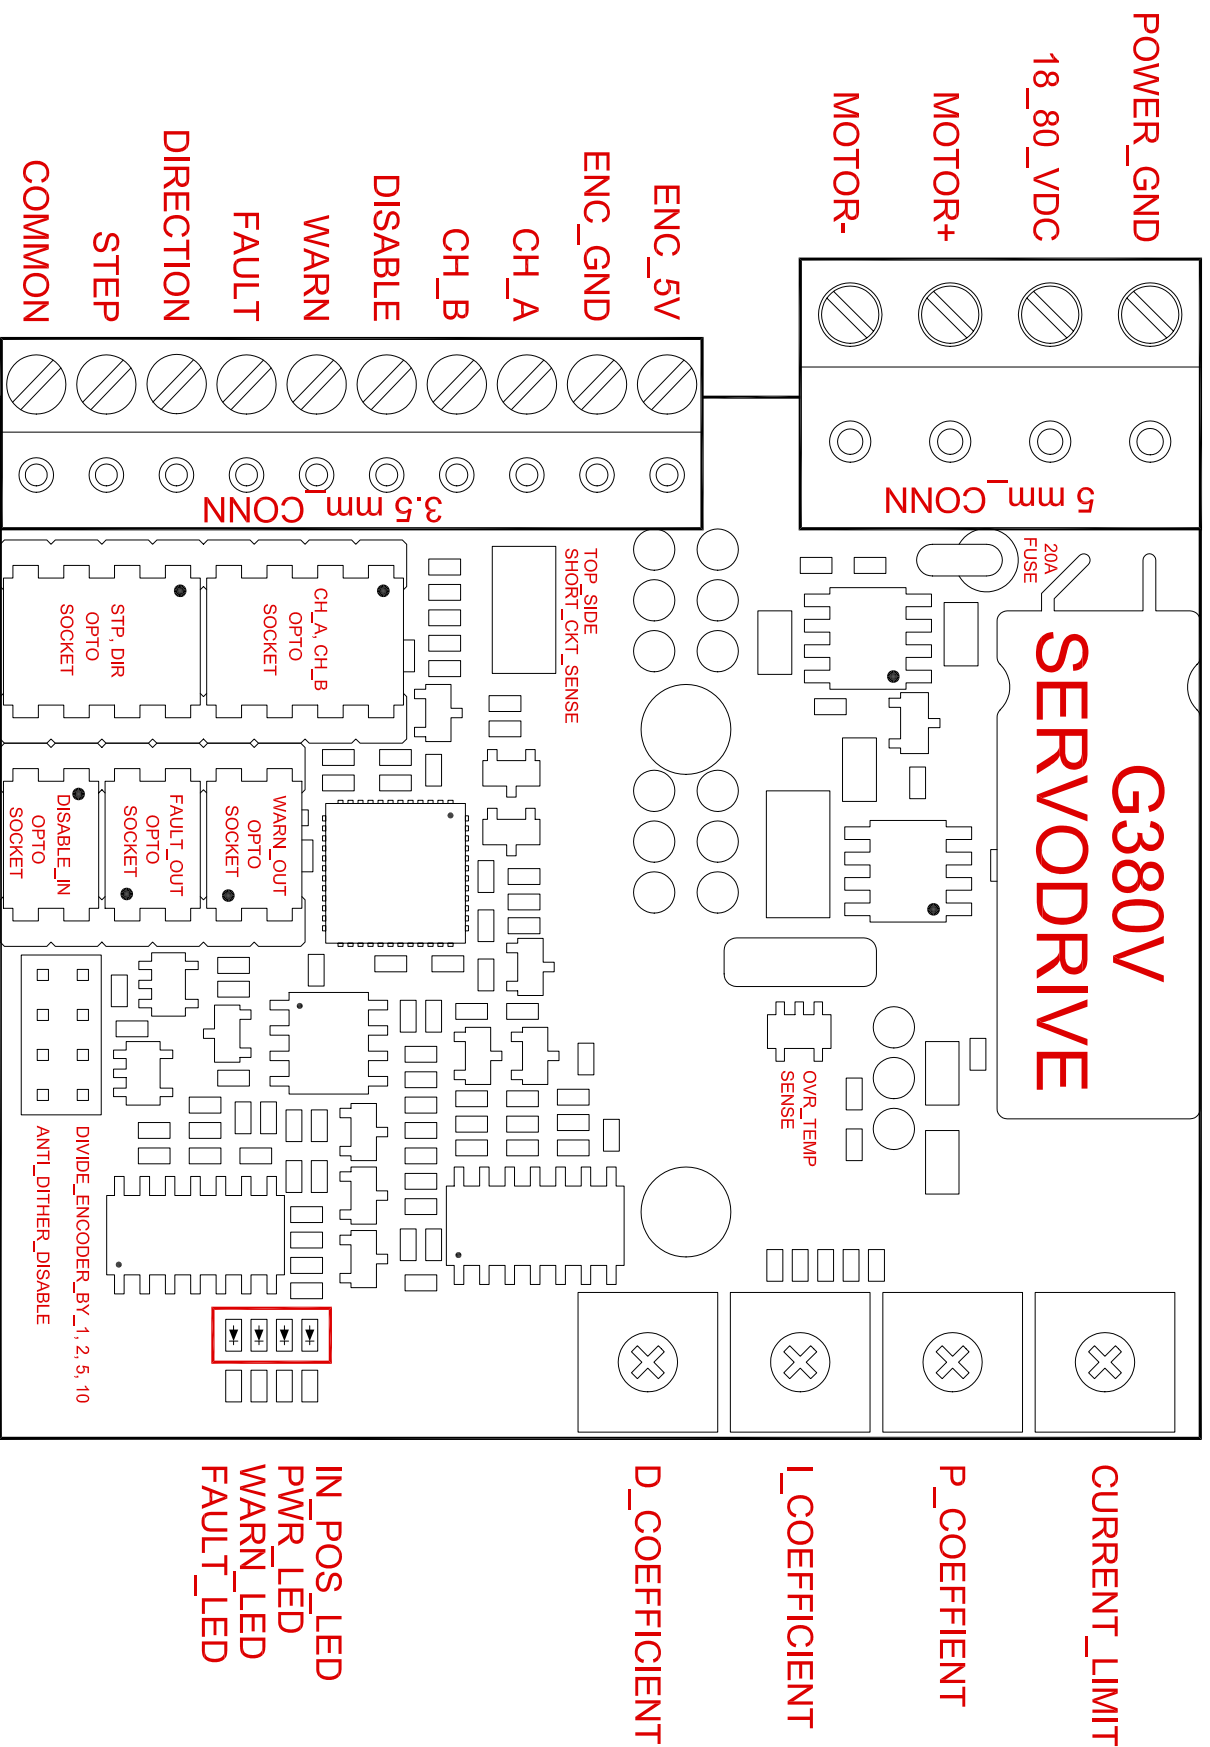 POWER_GND
18_80_VDC
MOTOR+
MOTOR-
ENC_5V
ENC_GND
CH_A
CH_B
DISABLE
WARN
FAULT
DIRECTION
STEP
COMMON
5 mm_CONN
3.5 mm_CONN
20A
FUSE
G380V
SERVODRIVE
TOP_SIDE
SHORT_CKT_SENSE
CH_A, CH_B
OPTO
SOCKET
STP, DIR
OPTO
SOCKET
WARN_OUT
OPTO
SOCKET
FAULT_OUT
OPTO
SOCKET
DISABLE_IN
OPTO
SOCKET
OVR_TEMP
SENSE
DIVIDE_ENCODER_BY_1, 2, 5, 10
ANTI_DITHER_DISABLE
CURRENT_LIMIT
P_COEFFIENT
I_COEFFICIENT
D_COEFFICIENT
IN_POS_LED
PWR_LED
WARN_LED
FAULT_LED